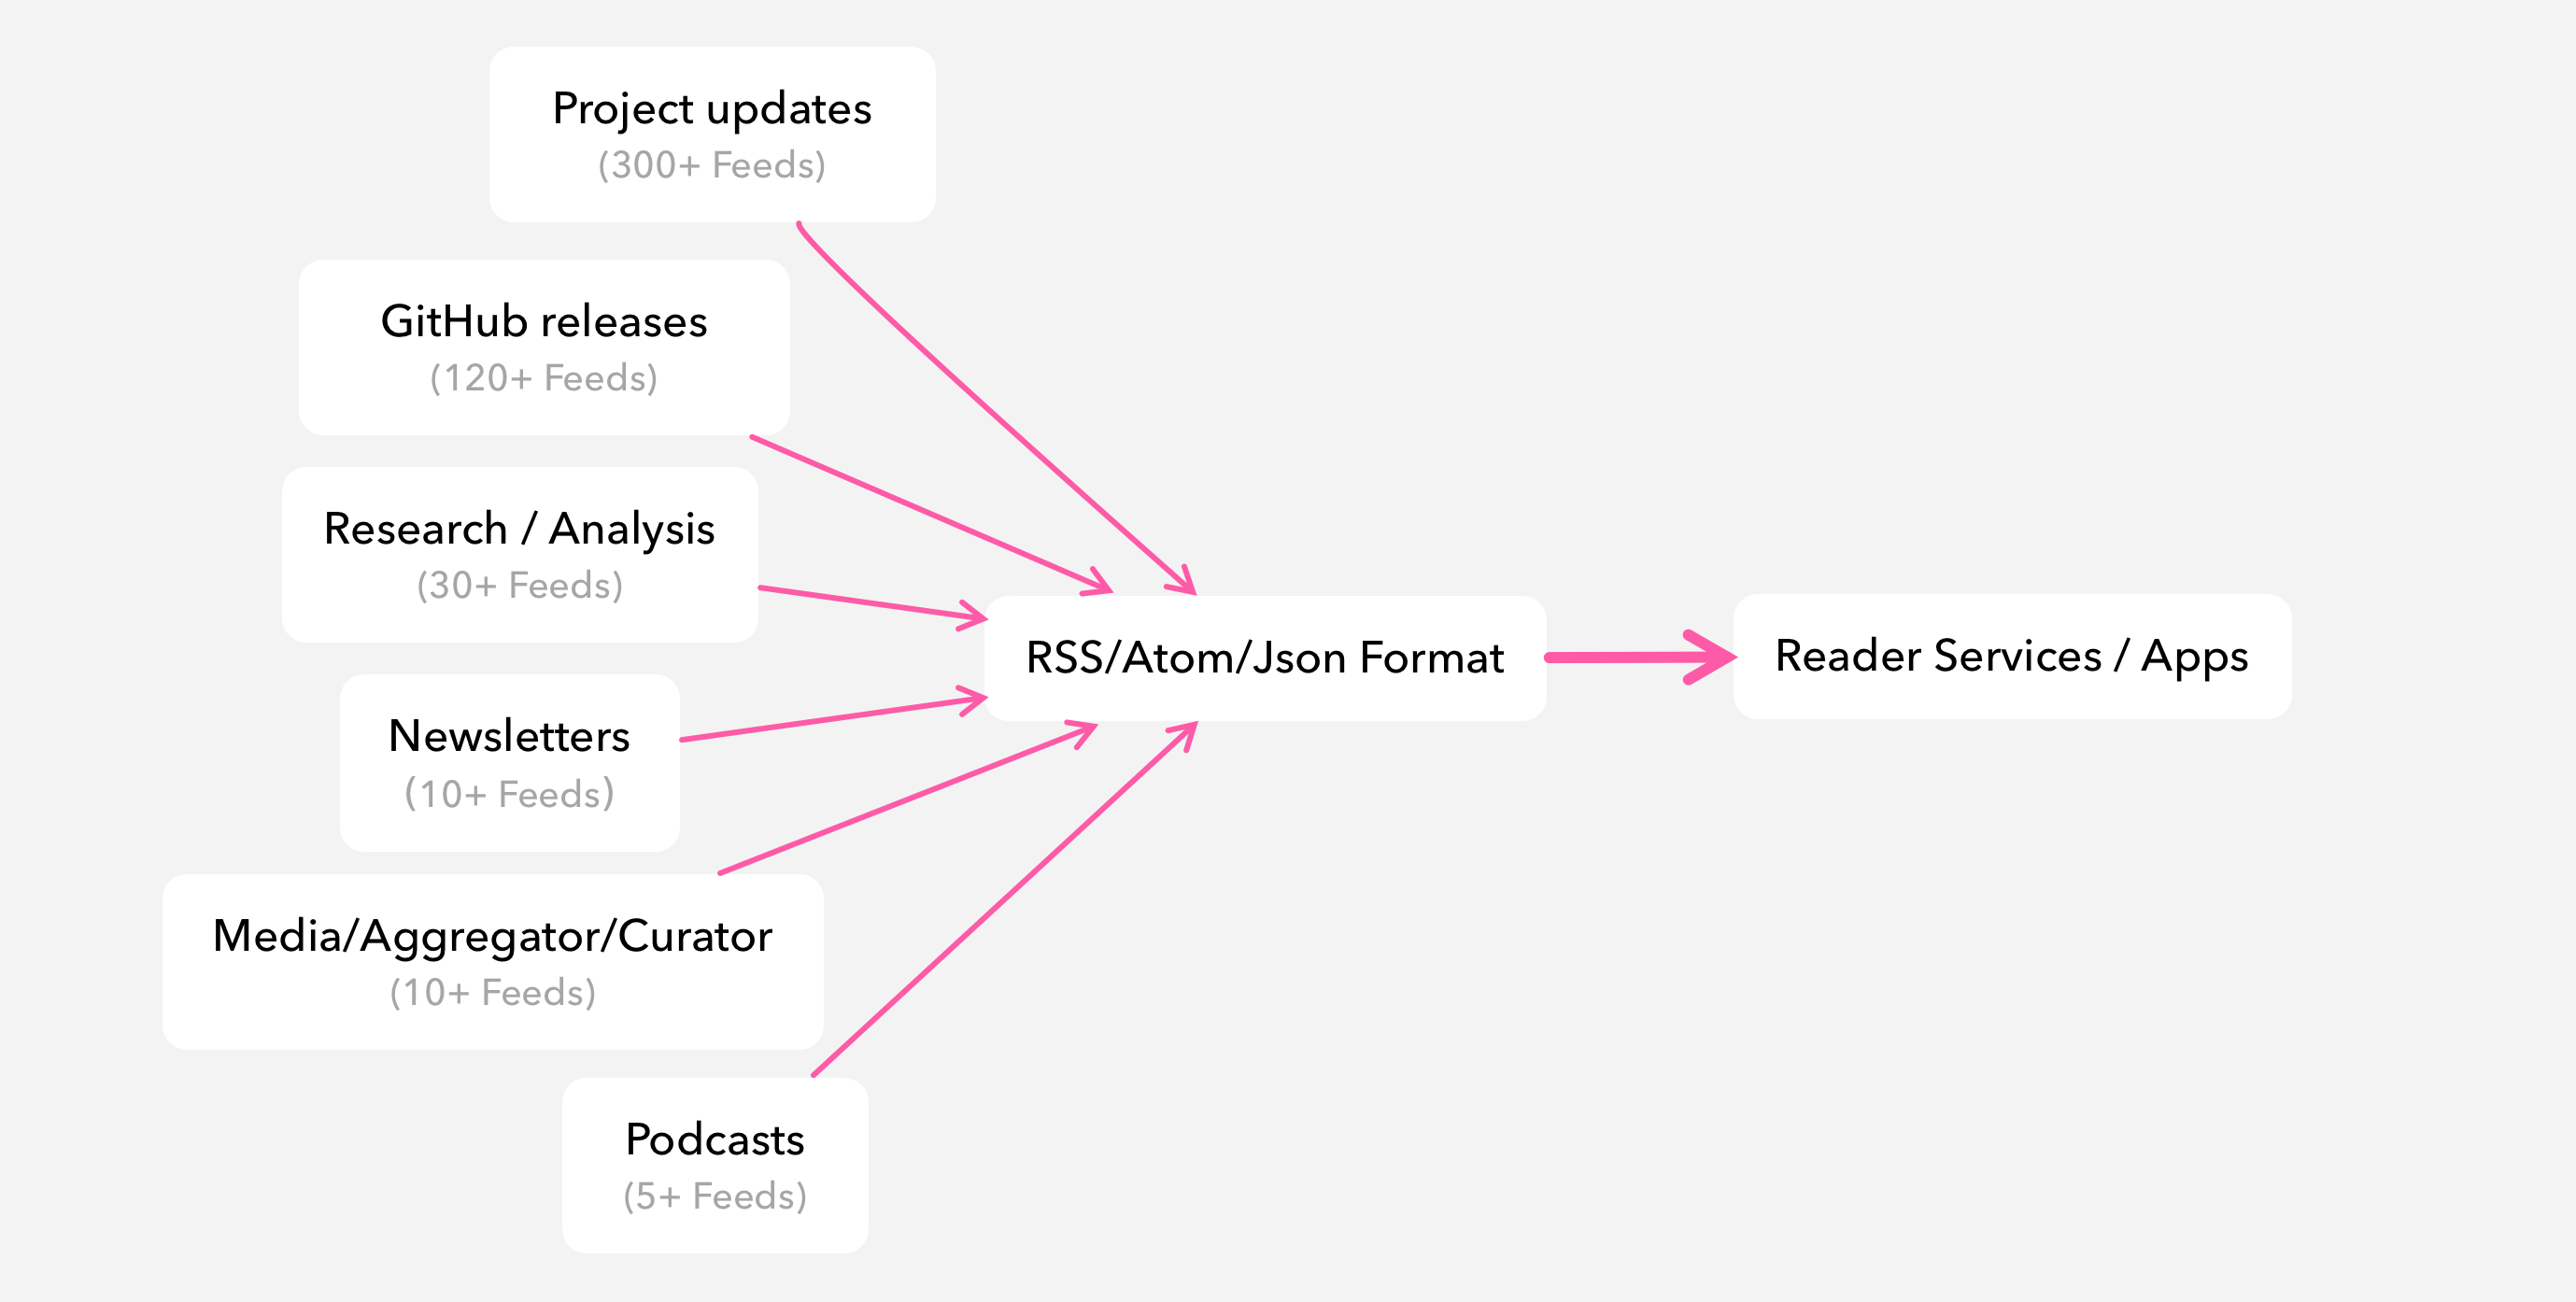 Project updates
(300+ Feeds)
GitHub releases
(120+ Feeds)
Research / Analysis
(30+ Feeds)
Newsletters
(10+ Feeds)
Media/Aggregator/Curator
(10+ Feeds)
Podcasts
(5+ Feeds)
RSS/Atom/Json Format
Reader Services / Apps